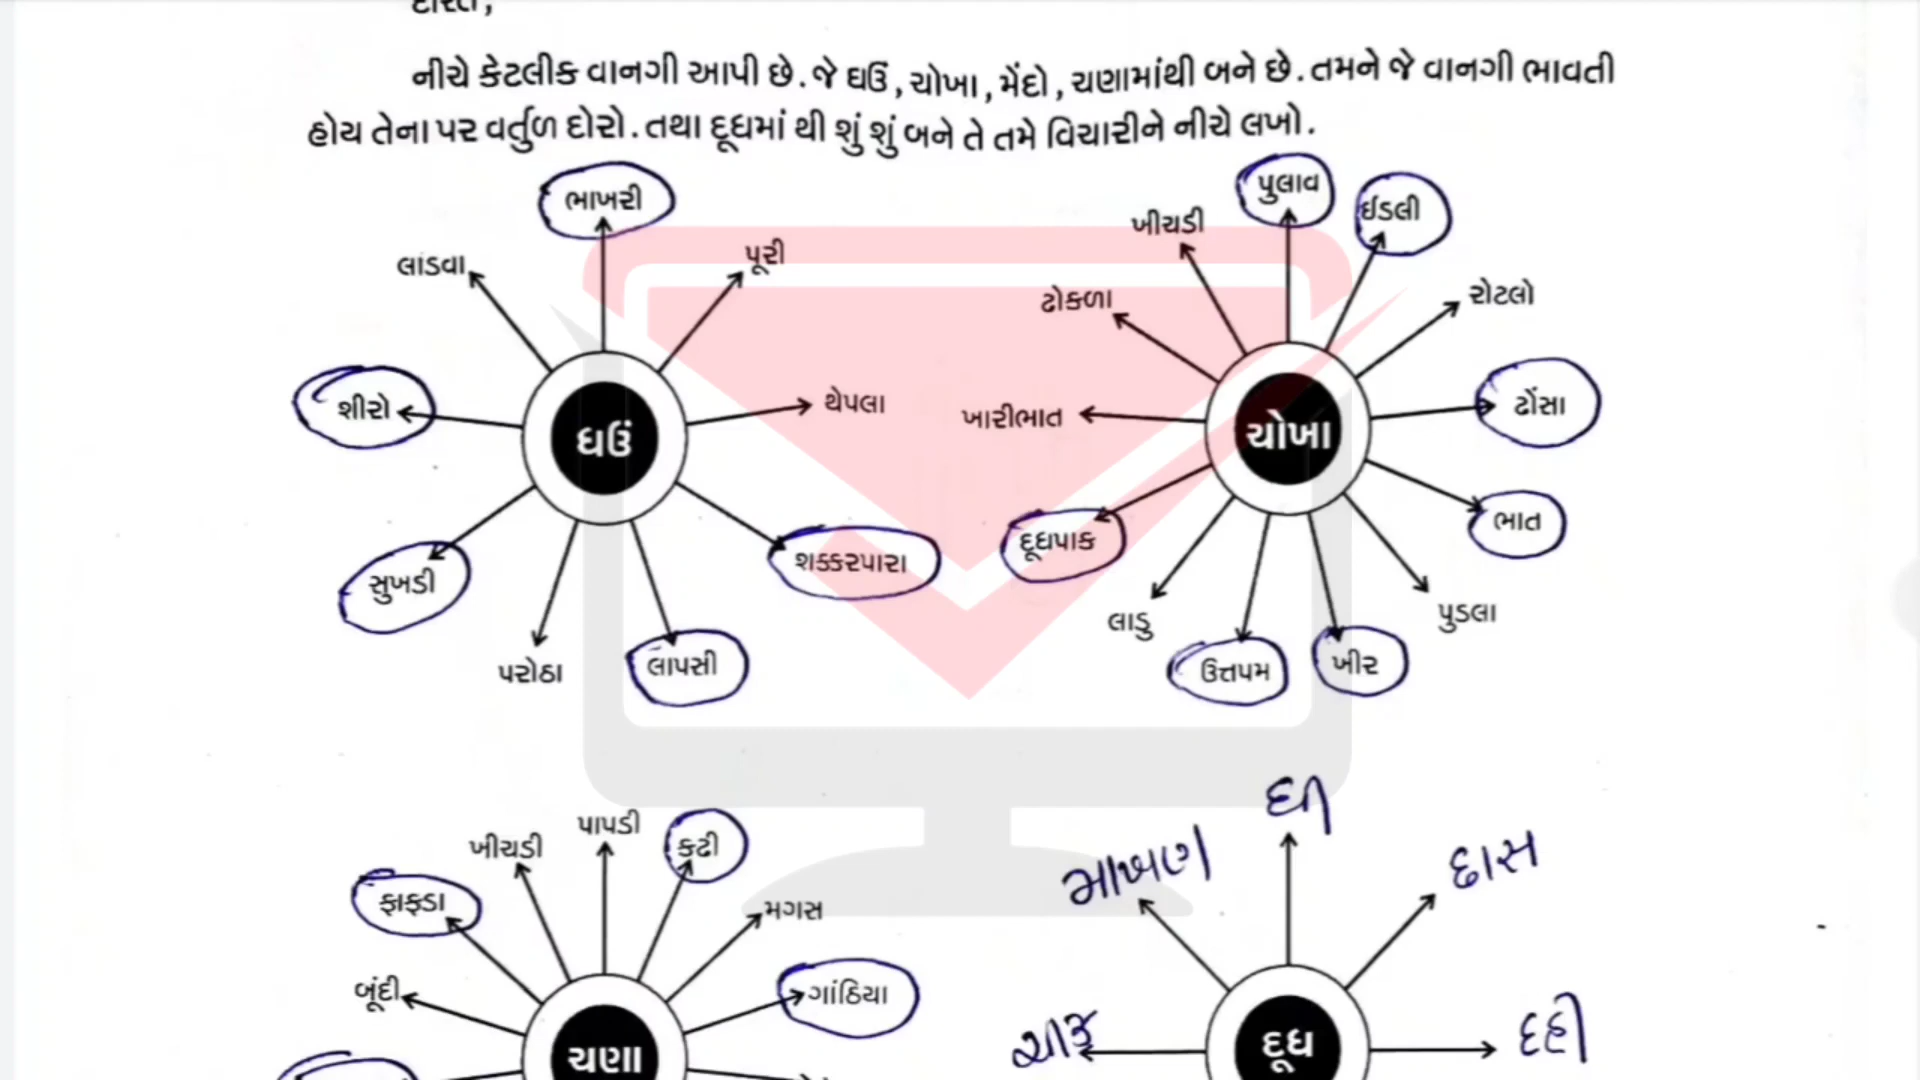 નીચે કેટલીક વાનગી આપી છે. જે ઘઉં, ચોખા, મેંદો, ચણામાંથી બને છે. તમને જે વાનગી ભાવતી
હોય તેના પર વર્તુળ દોરો. તથા દૂધમાં થી શું શું બને તે તમે વિચારીને નીચે લખો.
ભાખરી
લાડવા
પૂરી
શીરો
થેપલા
ઘઉં
સુખડી
શક્કરપારા
પરોઠા
લાપસી
પુલાવ
ઈડલી
ખીચડી
રોટલો
ઢોકળા
ખારીભાત
ઢોંસા
ચોખા
દૂધપાક
ભાત
લાડુ
પુડલા
ઉત્તપમ
ખીર
પાપડી
કઢી
ખીચડી
ફાફડા
મગસ
બૂંદી
ગાંઠિયા
ચણા
માખણ
છાસ
દહીં
દૂધ